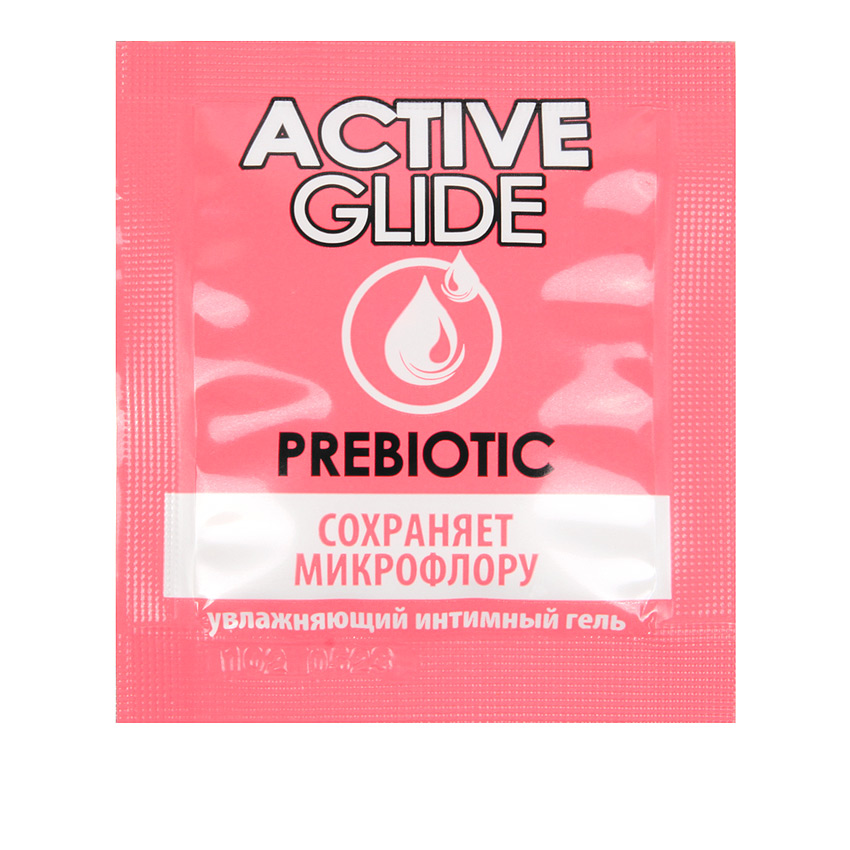 ACTIVE
GLIDE
PREBIOTIC
СОХРАНЯЕТ
МИКРОФЛОРУ
увлажняющий интимный гель